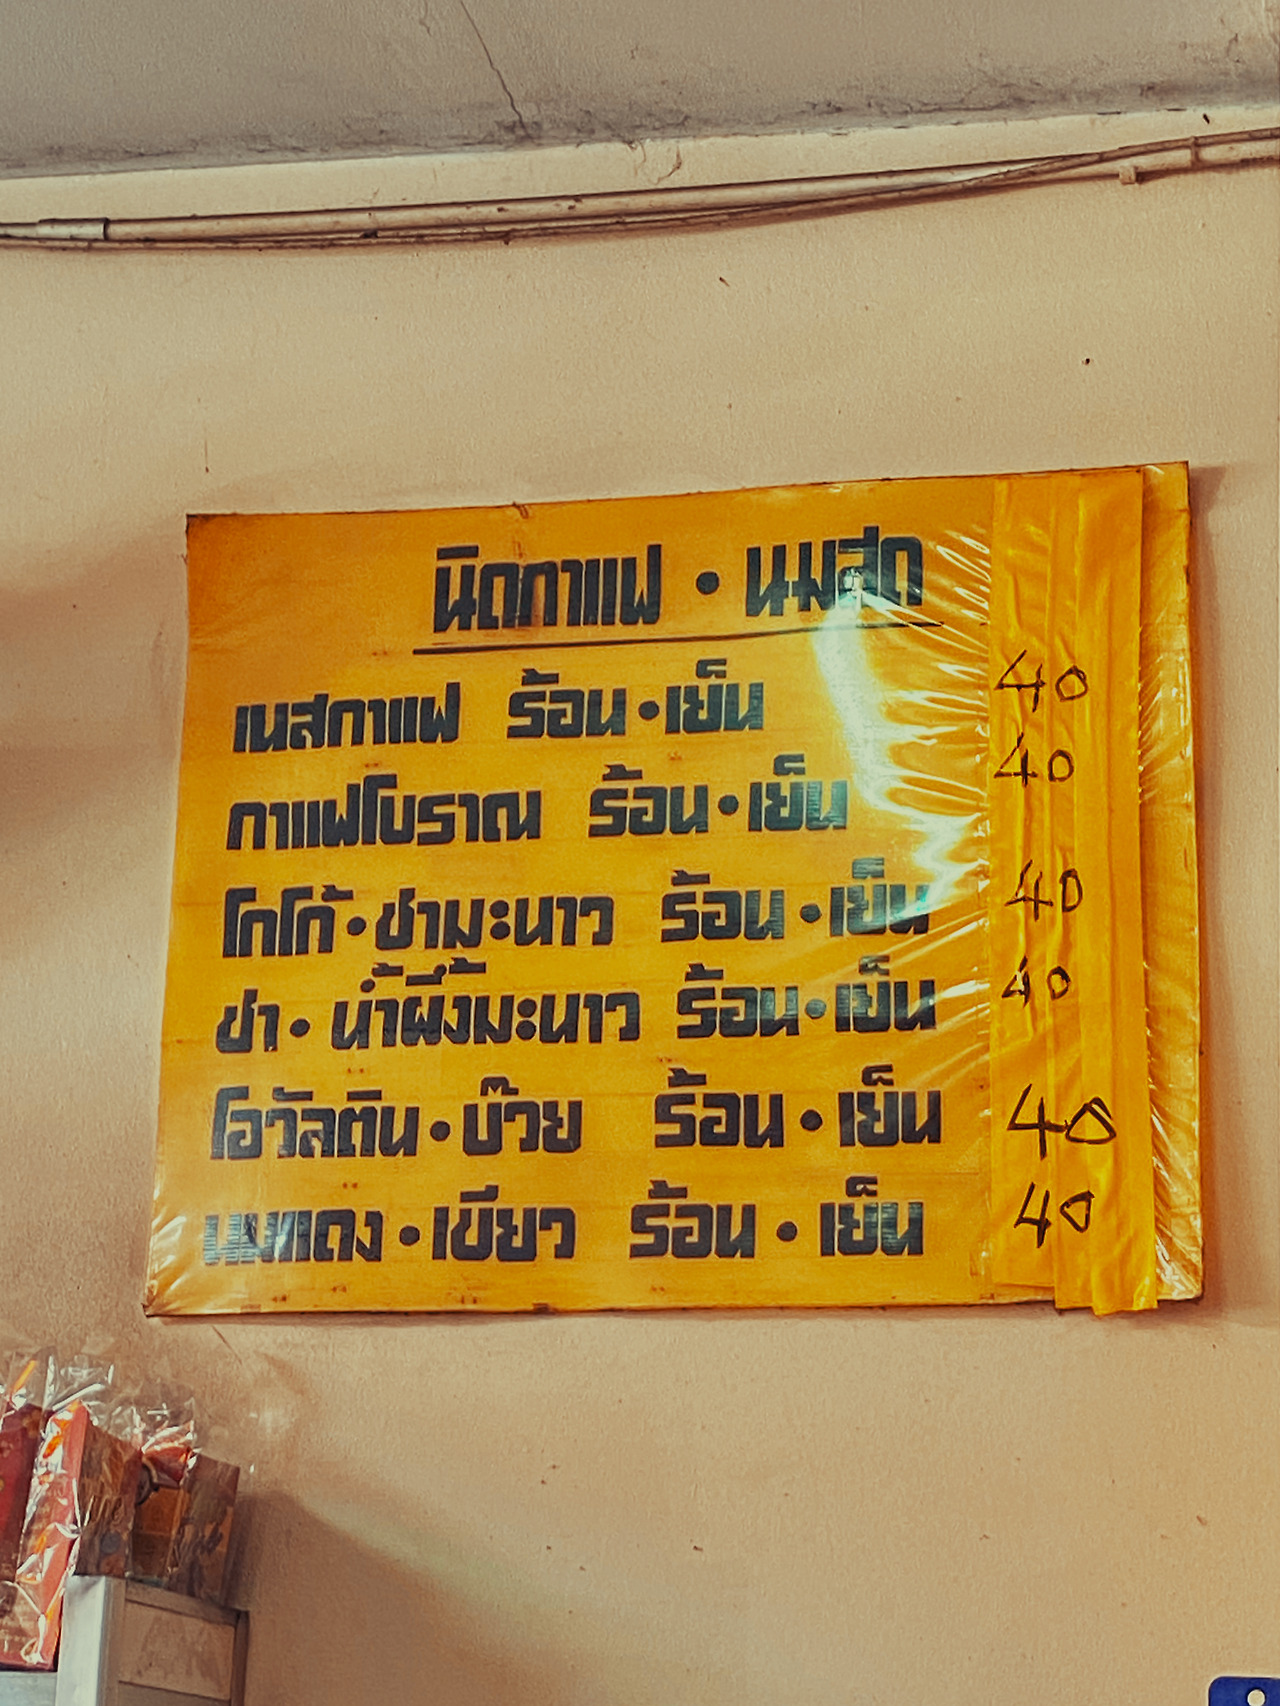 นิดกาแฟ • นมสด
เนสกาแฟ ร้อน • เย็น 40
กาแฟโบราณ ร้อน • เย็น 40
โกโก้ • ชามะนาว ร้อน • เย็น 40
ชา • น้ำผึ้งมะนาว ร้อน • เย็น 40
โอวัลติน • บ๊วย ร้อน • เย็น 40
นมแดง • เขียว ร้อน • เย็น 40